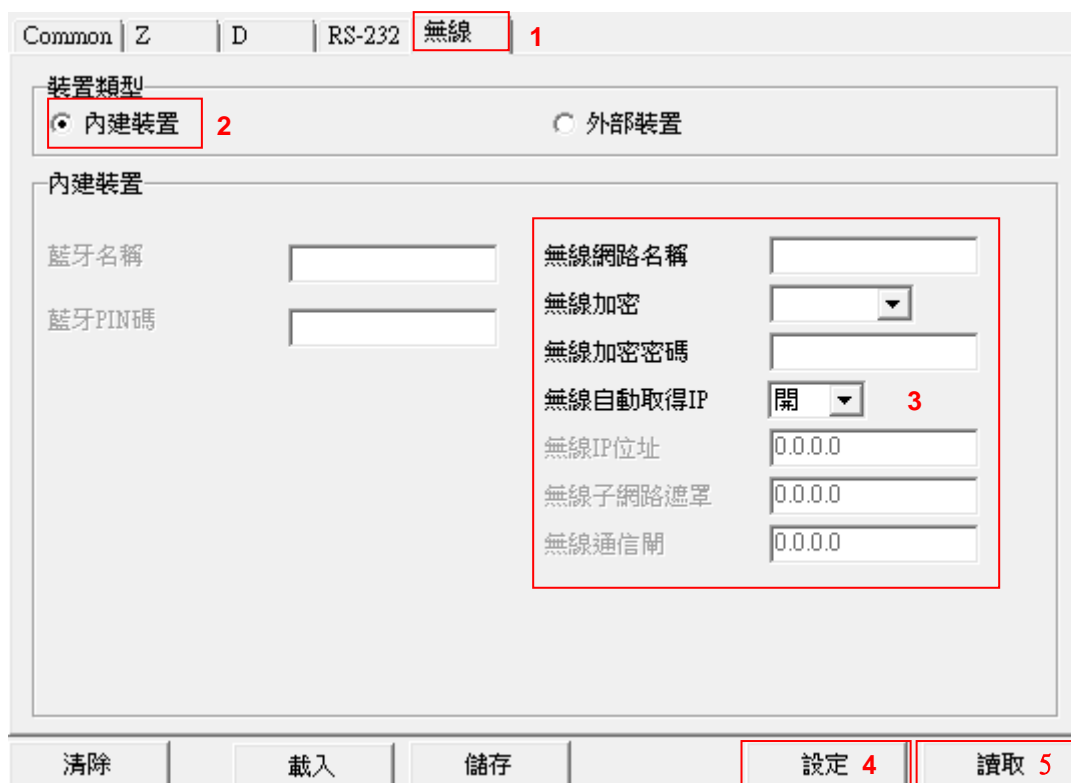 Common Z D RS-232 無線 1
裝置類型
內建裝置 2 外部裝置
內建裝置
藍牙名稱
藍牙PIN碼
無線網路名稱
無線加密
無線加密密碼
無線自動取得IP 開 3
無線IP位址 0.0.0.0
無線子網路遮罩 0.0.0.0
無線通信閘 0.0.0.0
清除 載入 儲存 設定 4 讀取 5